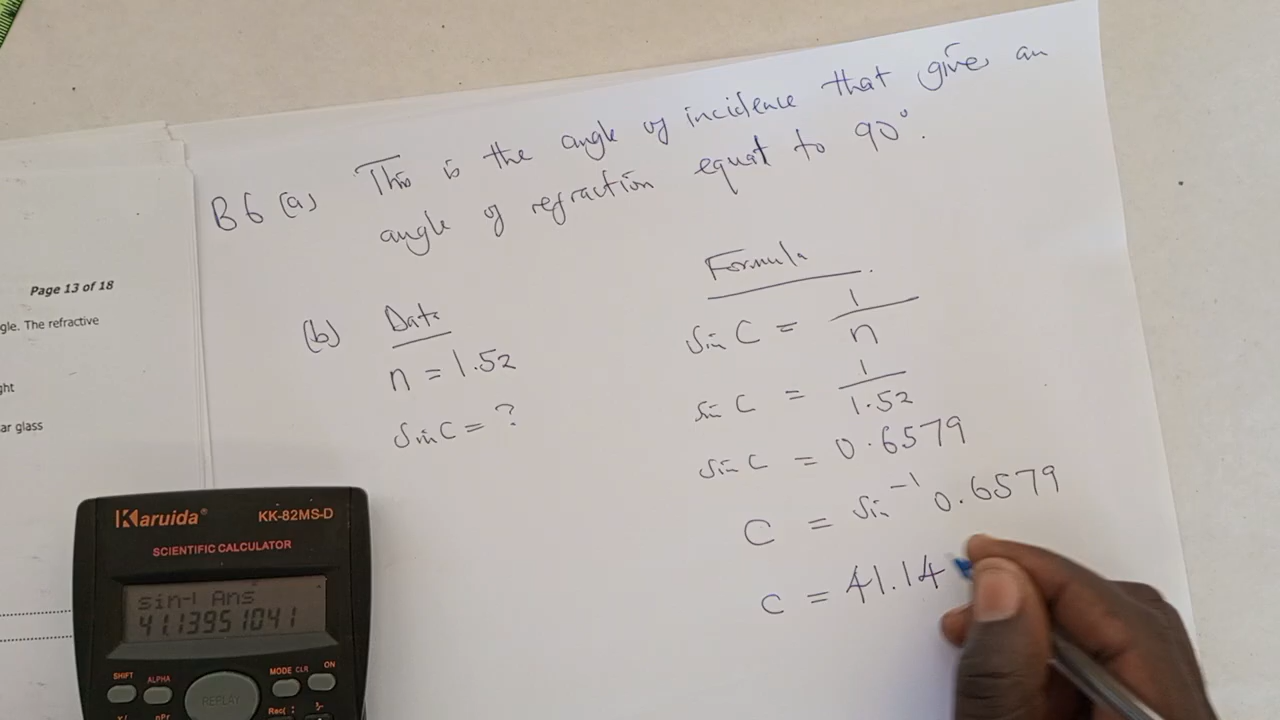 B6 (a) This is the angle of incidence that give an
angle of refraction equal to 90°.
Page 13 of 18
gle. The refractive
ght
ar glass
(b) Data
n = 1.52
Sin C = ?
Formula
Sin C = 1/n
Sin C = 1/1.52
Sin C = 0.6579
C = Sin⁻¹ 0.6579
C = 41.14
Karuida KK-82MS-D
SCIENTIFIC CALCULATOR
sin-1 Ans
41.13951041
SHIFT ALPHA MODE CLR ON
REPLAY
nPr Rec( :